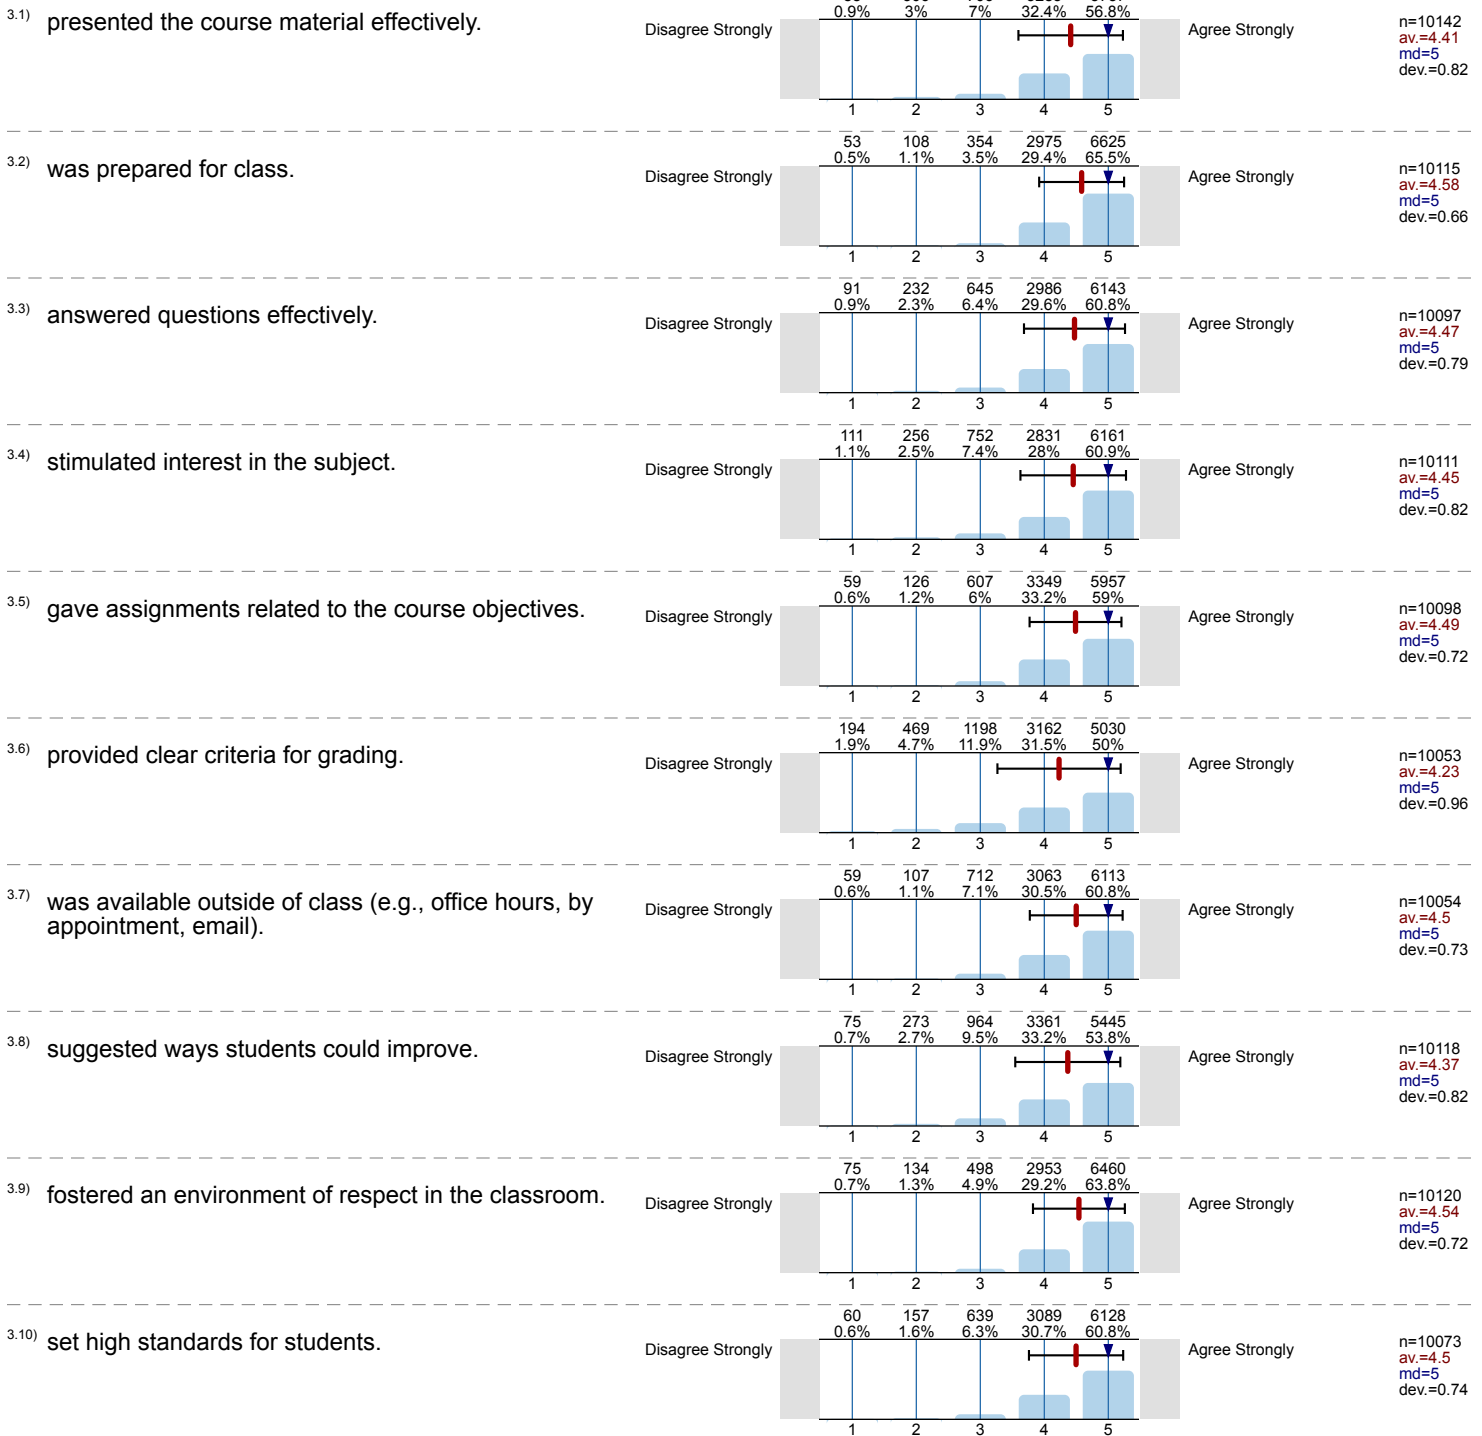 3.1) presented the course material effectively.
Disagree Strongly
0.9% 3% 7% 32.4% 56.8%
1 2 3 4 5
Agree Strongly
n=10142
av.=4.41
md=5
dev.=0.82
3.2) was prepared for class.
Disagree Strongly
53 108 354 2975 6625
0.5% 1.1% 3.5% 29.4% 65.5%
1 2 3 4 5
Agree Strongly
n=10115
av.=4.58
md=5
dev.=0.66
3.3) answered questions effectively.
Disagree Strongly
91 232 645 2986 6143
0.9% 2.3% 6.4% 29.6% 60.8%
1 2 3 4 5
Agree Strongly
n=10097
av.=4.47
md=5
dev.=0.79
3.4) stimulated interest in the subject.
Disagree Strongly
111 256 752 2831 6161
1.1% 2.5% 7.4% 28% 60.9%
1 2 3 4 5
Agree Strongly
n=10111
av.=4.45
md=5
dev.=0.82
3.5) gave assignments related to the course objectives.
Disagree Strongly
59 126 607 3349 5957
0.6% 1.2% 6% 33.2% 59%
1 2 3 4 5
Agree Strongly
n=10098
av.=4.49
md=5
dev.=0.72
3.6) provided clear criteria for grading.
Disagree Strongly
194 469 1198 3162 5030
1.9% 4.7% 11.9% 31.5% 50%
1 2 3 4 5
Agree Strongly
n=10053
av.=4.23
md=5
dev.=0.96
3.7) was available outside of class (e.g., office hours, by
appointment, email).
Disagree Strongly
59 107 712 3063 6113
0.6% 1.1% 7.1% 30.5% 60.8%
1 2 3 4 5
Agree Strongly
n=10054
av.=4.5
md=5
dev.=0.73
3.8) suggested ways students could improve.
Disagree Strongly
75 273 964 3361 5445
0.7% 2.7% 9.5% 33.2% 53.8%
1 2 3 4 5
Agree Strongly
n=10118
av.=4.37
md=5
dev.=0.82
3.9) fostered an environment of respect in the classroom.
Disagree Strongly
75 134 498 2953 6460
0.7% 1.3% 4.9% 29.2% 63.8%
1 2 3 4 5
Agree Strongly
n=10120
av.=4.54
md=5
dev.=0.72
3.10) set high standards for students.
Disagree Strongly
60 157 639 3089 6128
0.6% 1.6% 6.3% 30.7% 60.8%
1 2 3 4 5
Agree Strongly
n=10073
av.=4.5
md=5
dev.=0.74